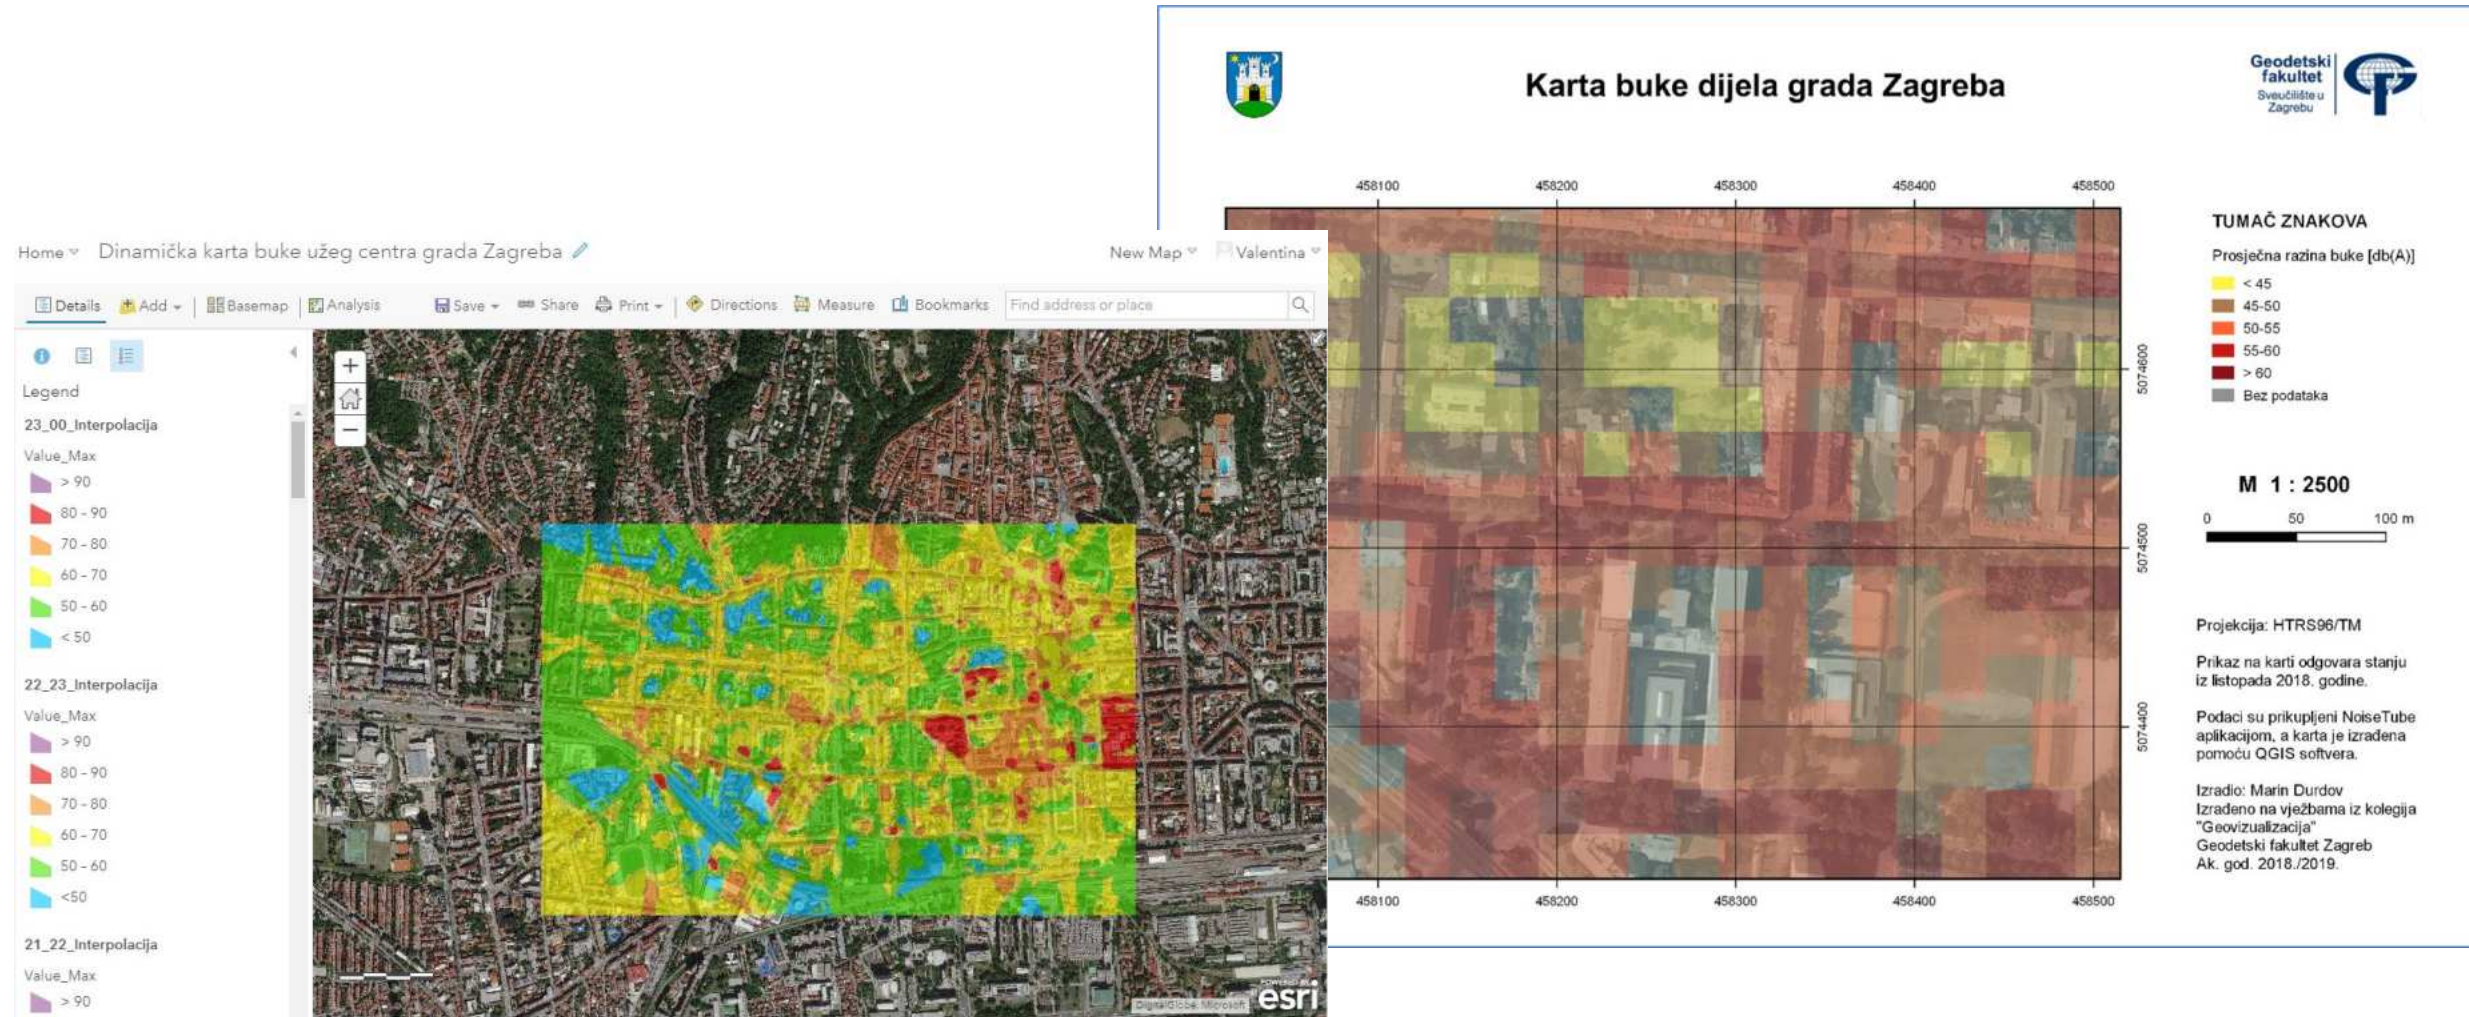 Geodetski
fakultet
Sveučilište u
Zagrebu
Karta buke dijela grada Zagreba
458100 458200 458300 458400 458500
TUMAČ ZNAKOVA
Prosječna razina buke [db(A)]
< 45
45-50
50-55
55-60
> 60
Bez podataka
M 1 : 2500
0 50 100 m
5074600
5074500
5074400
458100 458200 458300 458400 458500
Projekcija: HTRS96/TM
Prikaz na karti odgovara stanju
iz listopada 2018. godine.
Podaci su prikupljeni NoiseTube
aplikacijom, a karta je izrađena
pomoću QGIS softvera.
Izradio: Marin Durdov
Izrađeno na vježbama iz kolegija
"Geovizualizacija"
Geodetski fakultet Zagreb
Ak. god. 2018./2019.
Home Dinamička karta buke užeg centra grada Zagreba New Map Valentina
Details Add Basemap Analysis Save Share Print Directions Measure Bookmarks Find address or place
Legend
23_00_Interpolacija
Value_Max
> 90
80 - 90
70 - 80
60 - 70
50 - 60
< 50
22_23_Interpolacija
Value_Max
> 90
80 - 90
70 - 80
60 - 70
50 - 60
<50
21_22_Interpolacija
Value_Max
> 90
POWERED BY
esri
DigitalGlobe, Microsoft